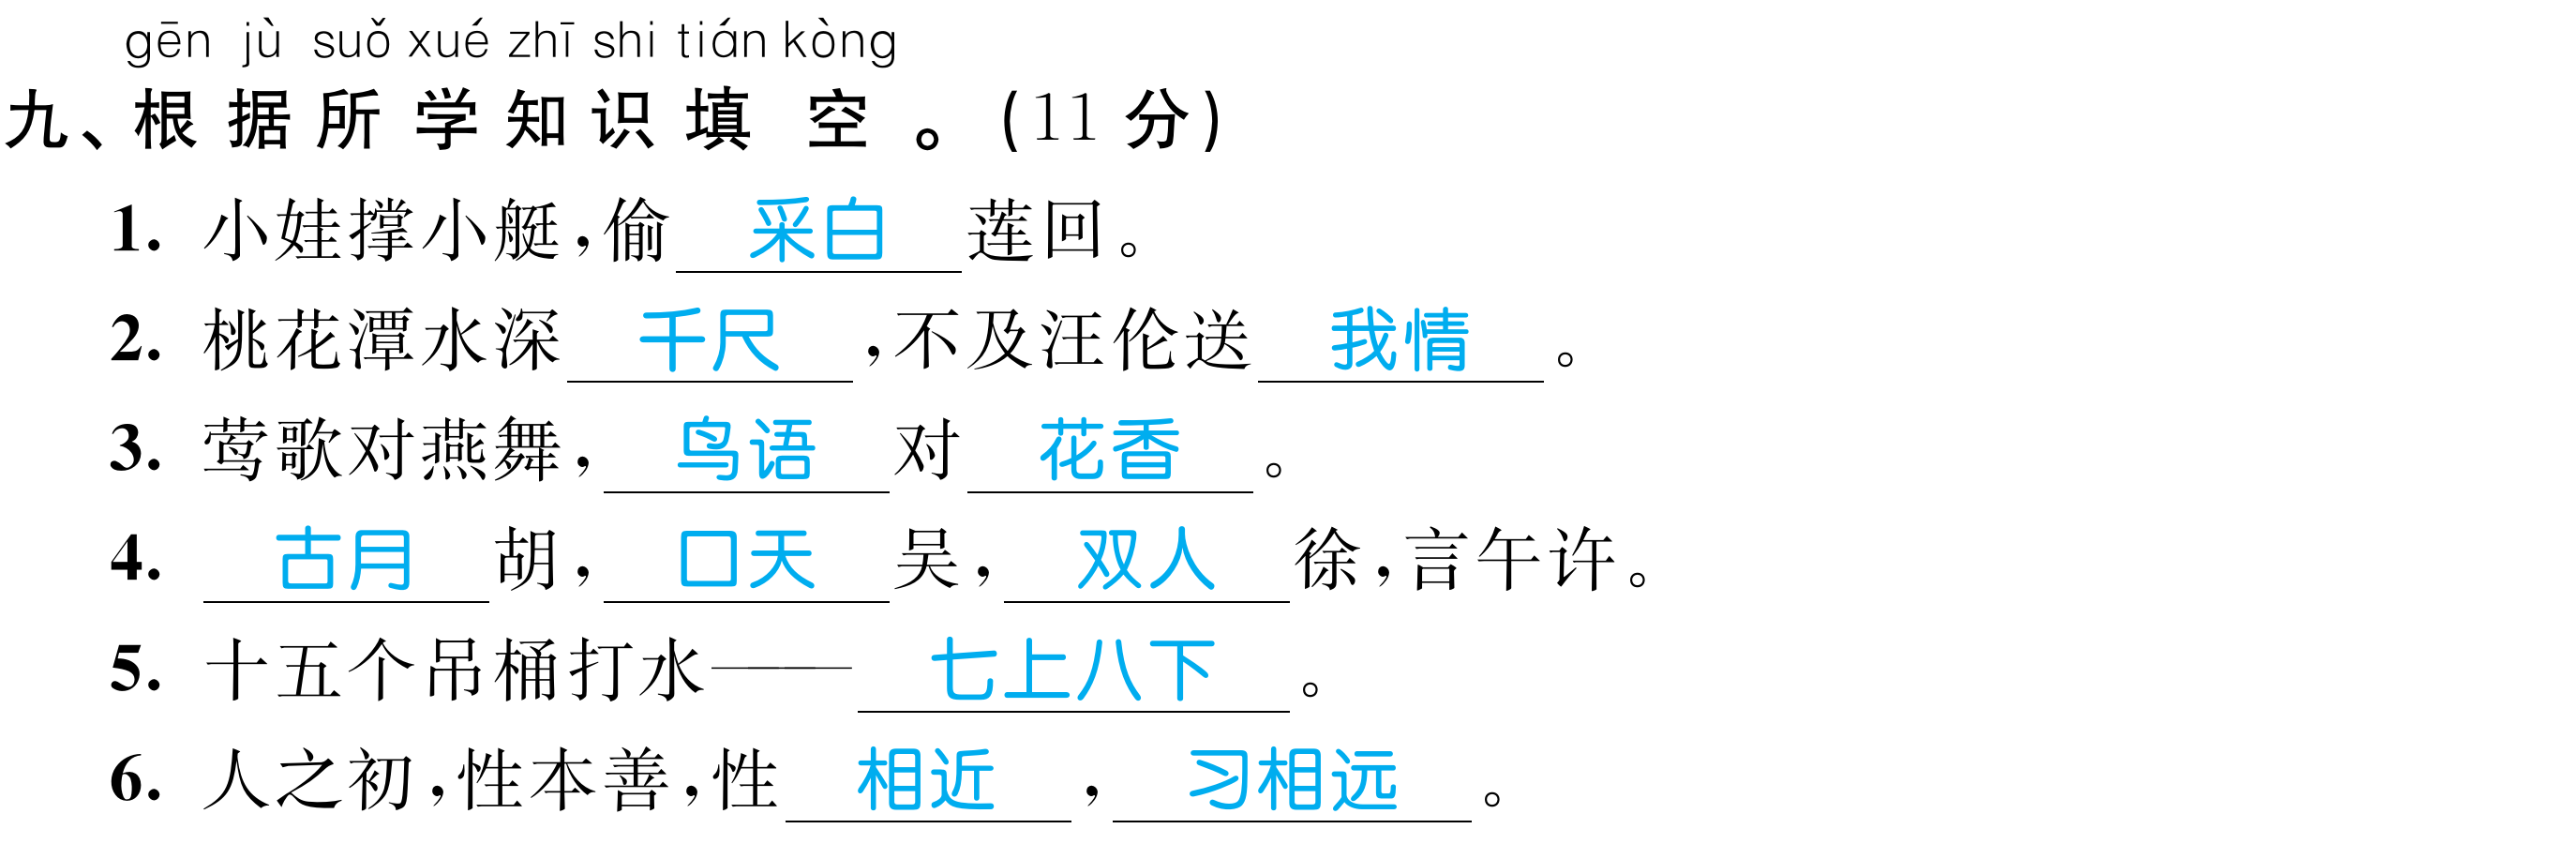 gēn jù suǒ xué zhī shi tián kòng
九、根据所学知识填空。(11 分)
1. 小娃撑小艇,偷采白莲回。
2. 桃花潭水深千尺,不及汪伦送我情。
3. 莺歌对燕舞,鸟语对花香。
4. 古月胡,口天吴,双人徐,言午许。
5. 十五个吊桶打水——七上八下。
6. 人之初,性本善,性相近,习相远。